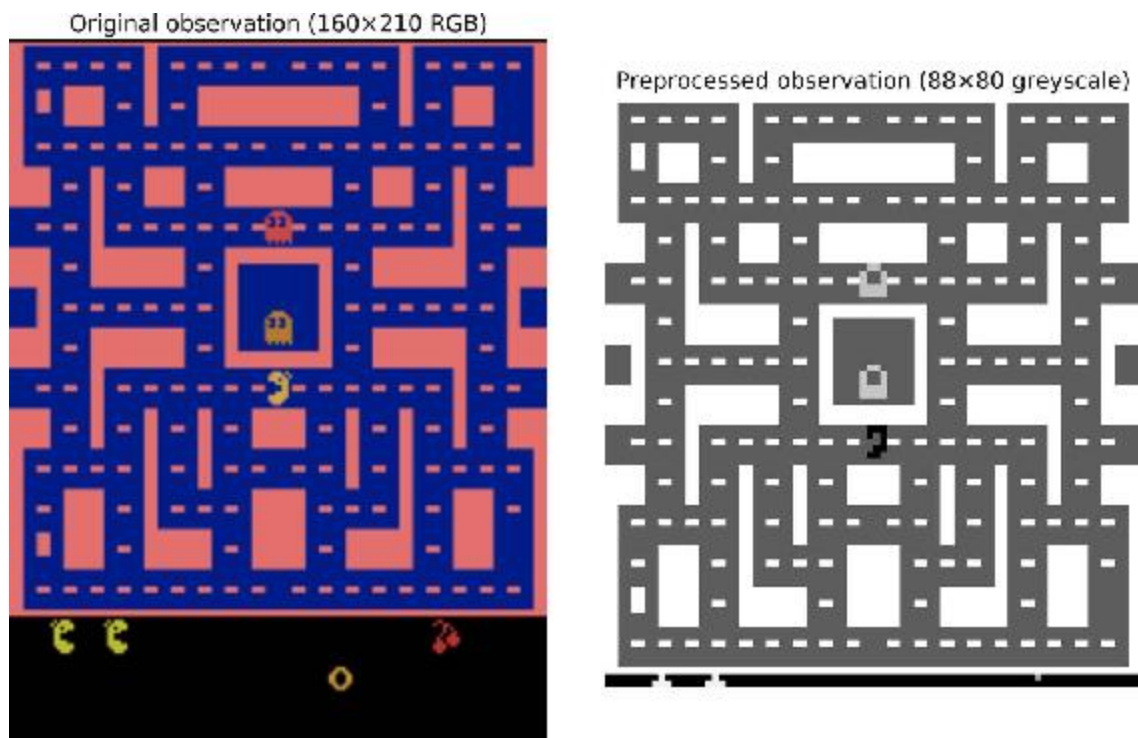 Original observation (160×210 RGB)
Preprocessed observation (88×80 greyscale)